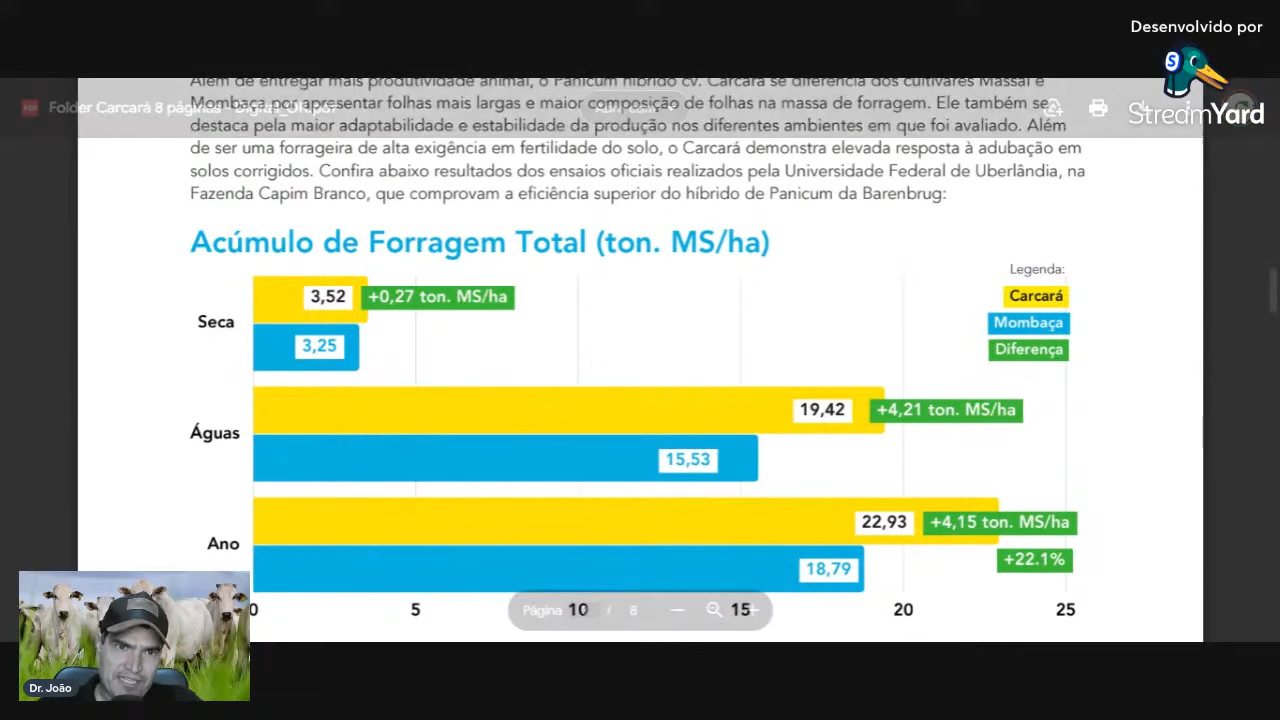 Desenvolvido por
StreamYard
Além de entregar mais produtividade animal, o Panicum híbrido cv. Carcará se diferencia dos cultivares Massai e
Folder Carcará 8 páginas
Mombaça por apresentar folhas mais largas e maior composição de folhas na massa de forragem. Ele também se
destaca pela maior adaptabilidade e estabilidade da produção nos diferentes ambientes em que foi avaliado. Além
de ser uma forrageira de alta exigência em fertilidade do solo, o Carcará demonstra elevada resposta à adubação em
solos corrigidos. Confira abaixo resultados dos ensaios oficiais realizados pela Universidade Federal de Uberlândia, na
Fazenda Capim Branco, que comprovam a eficiência superior do híbrido de Panicum da Barenbrug:
Acúmulo de Forragem Total (ton. MS/ha)
Legenda:
Carcará
Mombaça
Diferença
Seca
3,52 +0,27 ton. MS/ha
3,25
Águas
19,42 +4,21 ton. MS/ha
15,53
Ano
22,93 +4,15 ton. MS/ha
+22.1%
18,79
0 5 10 15 20 25
Página / 8
Dr. João